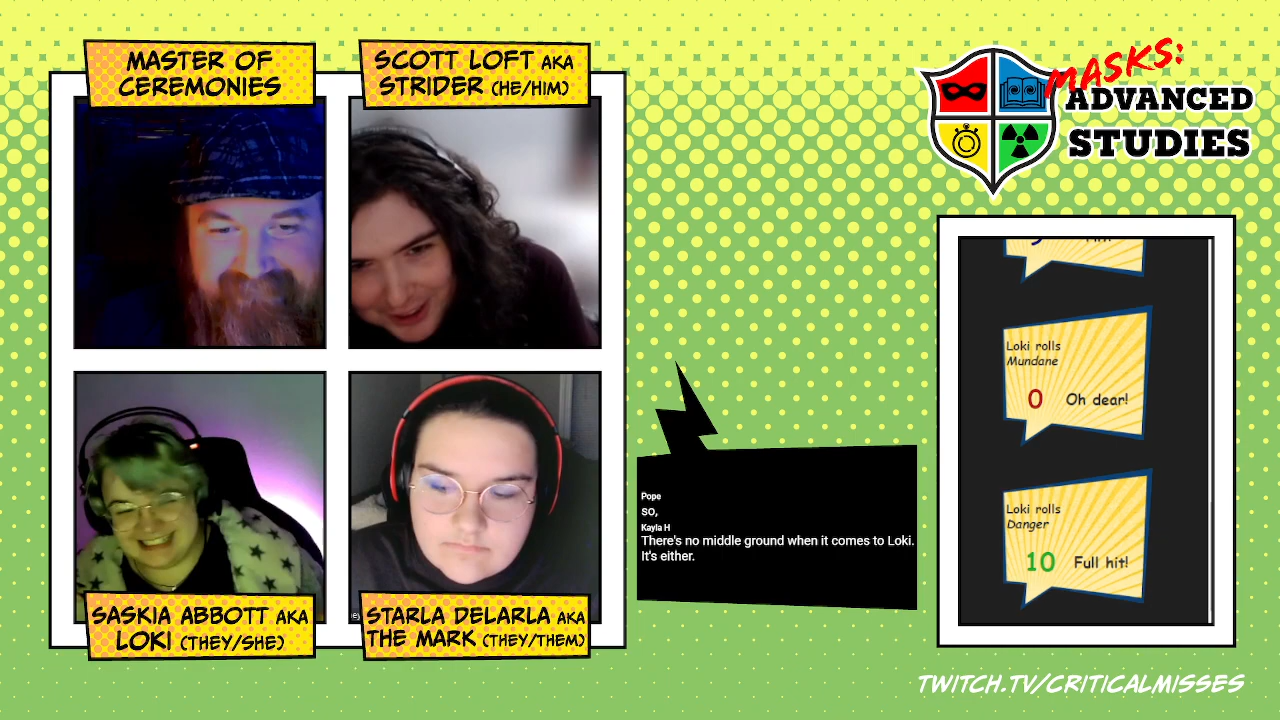 MASTER OF
CEREMONIES
SCOTT LOFT AKA
STRIDER (HE/HIM)
MASKS:
ADVANCED
STUDIES
Loki rolls
Mundane
0 Oh dear!
Loki rolls
Danger
10 Full hit!
Pope
SO,
Kayla H
There's no middle ground when it comes to Loki.
It's either.
SASKIA ABBOTT AKA
LOKI (THEY/SHE)
STARLA DELARLA AKA
THE MARK (THEY/THEM)
TWITCH.TV/CRITICALMISSES